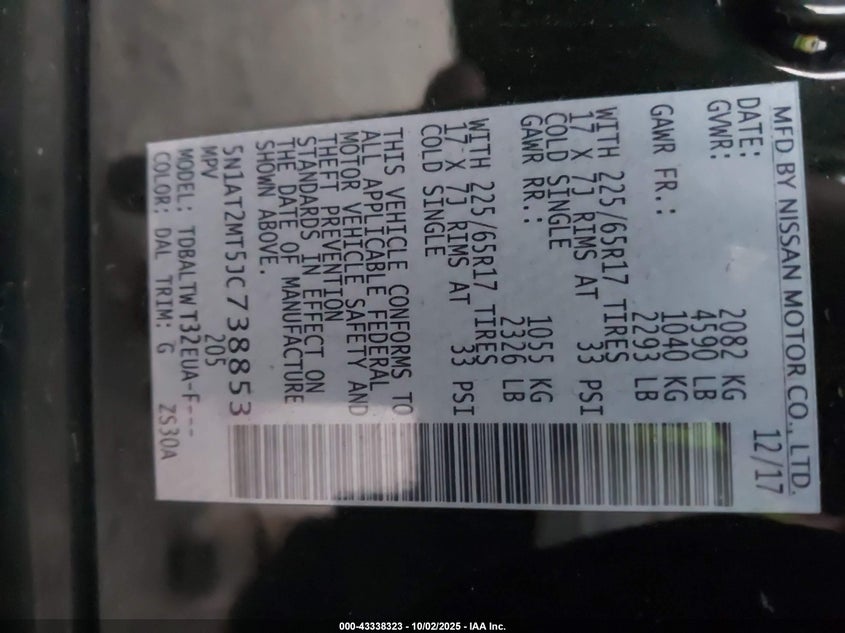 MFD BY NISSAN MOTOR CO., LTD.
DATE: 12/17
GVWR: 2082 KG
4590 LB
GAWR FR.: 1040 KG
2293 LB
WITH 225/65R17 TIRES
17 X 7J RIMS AT 33 PSI
COLD SINGLE
GAWR RR.: 1055 KG
2326 LB
WITH 225/65R17 TIRES
17 X 7J RIMS AT 33 PSI
COLD SINGLE
THIS VEHICLE CONFORMS TO
ALL APPLICABLE FEDERAL
MOTOR VEHICLE SAFETY AND
THEFT PREVENTION
STANDARDS IN EFFECT ON
THE DATE OF MANUFACTURE
SHOWN ABOVE.
5N1AT2MT5JC738853
MPV 205
MODEL: TDBALTWT32EUA-F---
COLOR: DAL TRIM: G ZS30A
000-43338323 - 10/02/2025 - IAA Inc.